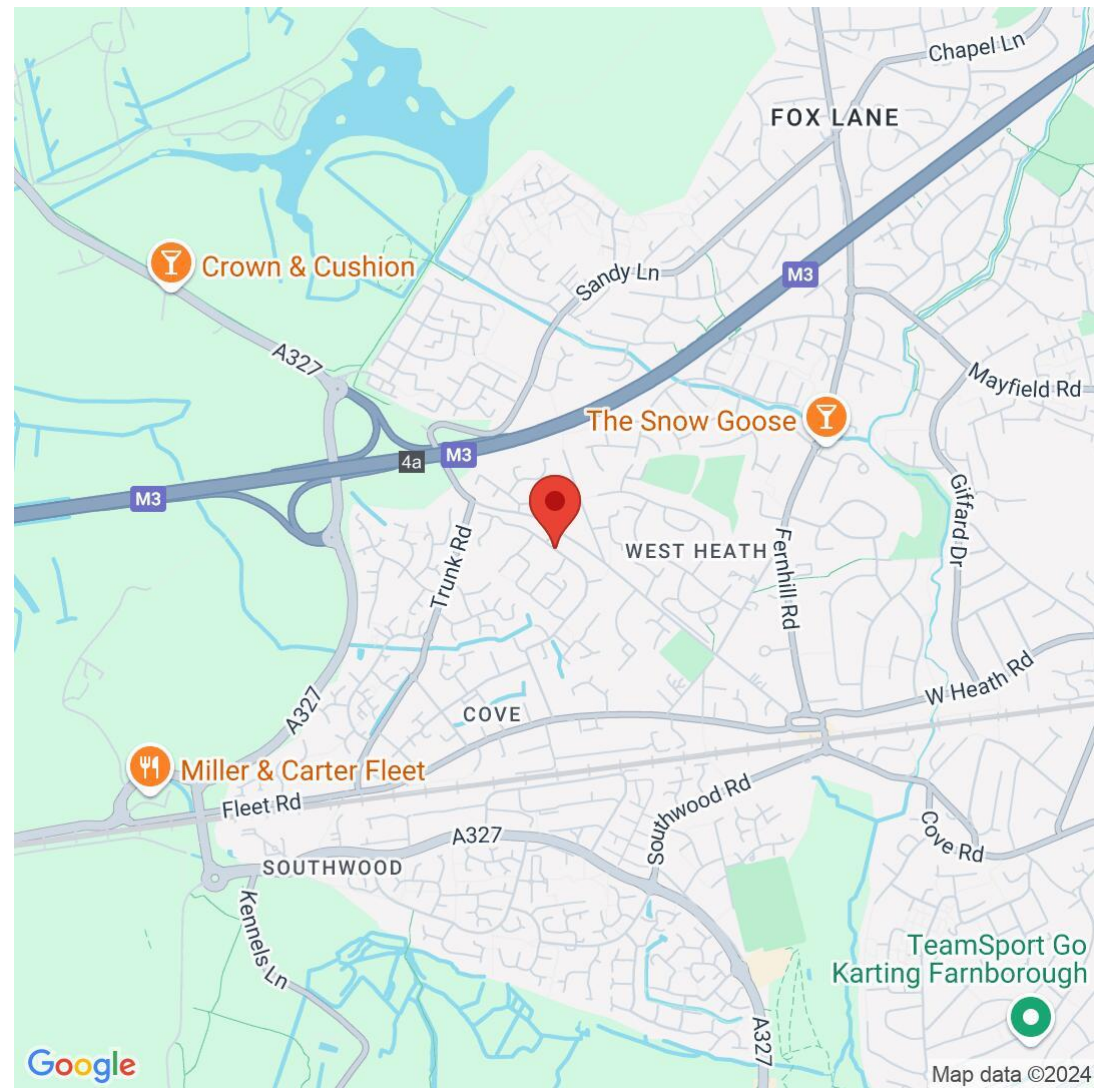 Chapel Ln
FOX LANE
Crown & Cushion
Sandy Ln
M3
A327
Mayfield Rd
The Snow Goose
4a
M3
M3
Giffard Dr
Trunk Rd
WEST HEATH
Fernhill Rd
W Heath Rd
A327
COVE
Miller & Carter Fleet
Fleet Rd
Southwood Rd
A327
Cove Rd
SOUTHWOOD
Kennels Ln
TeamSport Go
Karting Farnborough
A327
Google
Map data ©2024